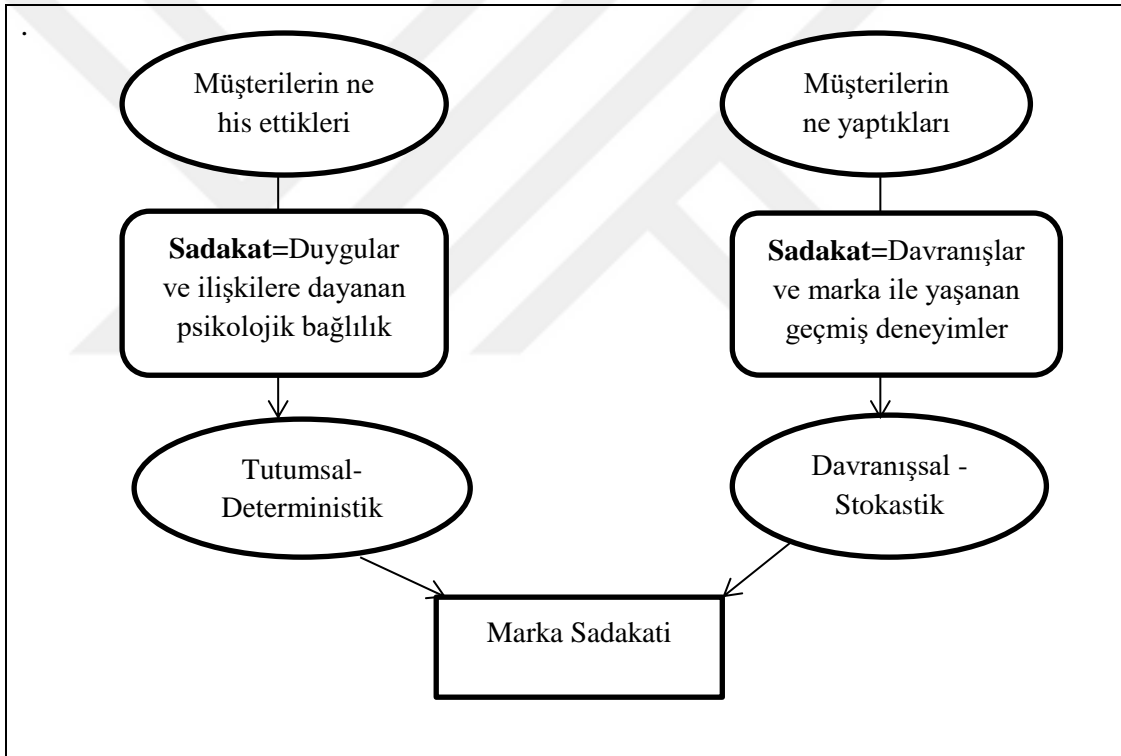 .
Müşterilerin ne
his ettikleri
Müşterilerin
ne yaptıkları
Sadakat=Duygular
ve ilişkilere dayanan
psikolojik bağlılık
Sadakat=Davranışlar
ve marka ile yaşanan
geçmiş deneyimler
Tutumsal-
Deterministik
Davranışsal -
Stokastik
Marka Sadakati